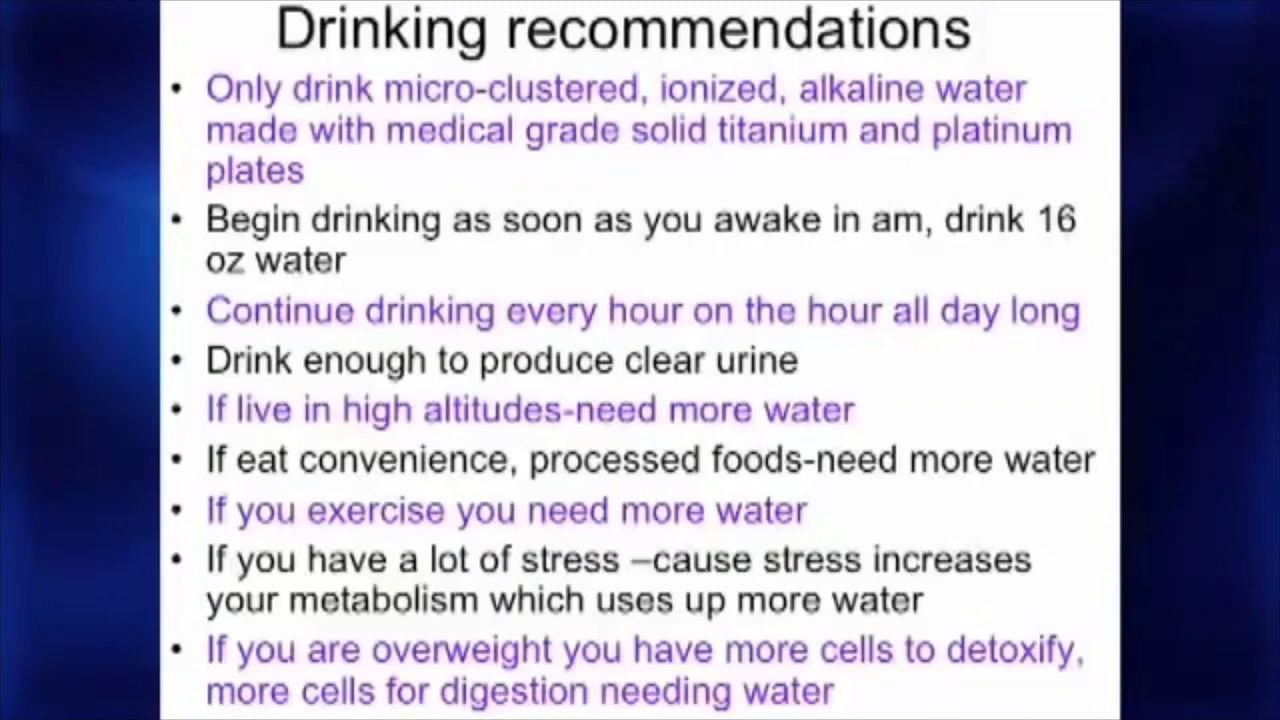 Drinking recommendations
• Only drink micro-clustered, ionized, alkaline water
made with medical grade solid titanium and platinum
plates
• Begin drinking as soon as you awake in am, drink 16
oz water
• Continue drinking every hour on the hour all day long
• Drink enough to produce clear urine
• If live in high altitudes-need more water
• If eat convenience, processed foods-need more water
• If you exercise you need more water
• If you have a lot of stress –cause stress increases
your metabolism which uses up more water
• If you are overweight you have more cells to detoxify,
more cells for digestion needing water